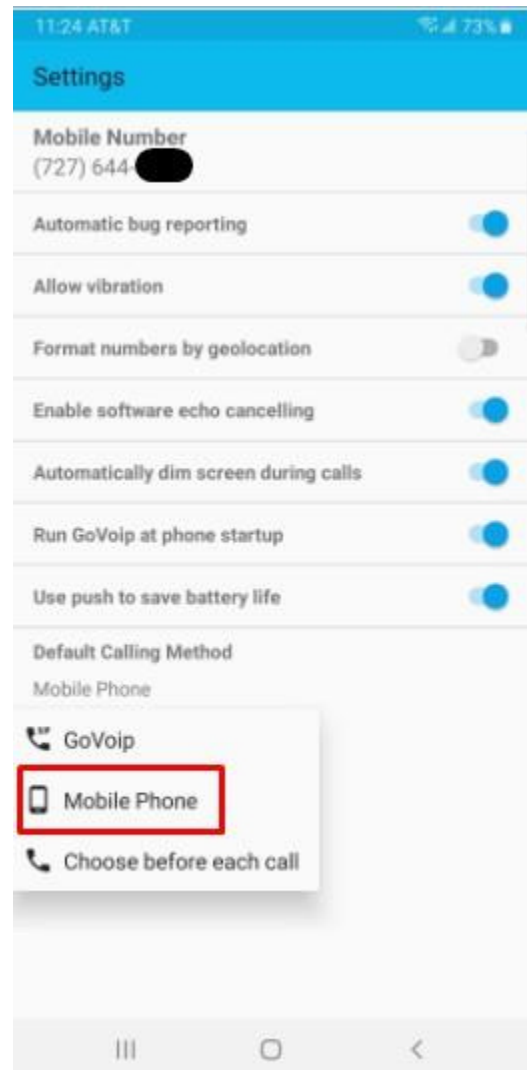 11:24 AT&T 73%
Settings
Mobile Number
(727) 644-
Automatic bug reporting
Allow vibration
Format numbers by geolocation
Enable software echo cancelling
Automatically dim screen during calls
Run GoVoip at phone startup
Use push to save battery life
Default Calling Method
Mobile Phone
GoVoip
Mobile Phone
Choose before each call